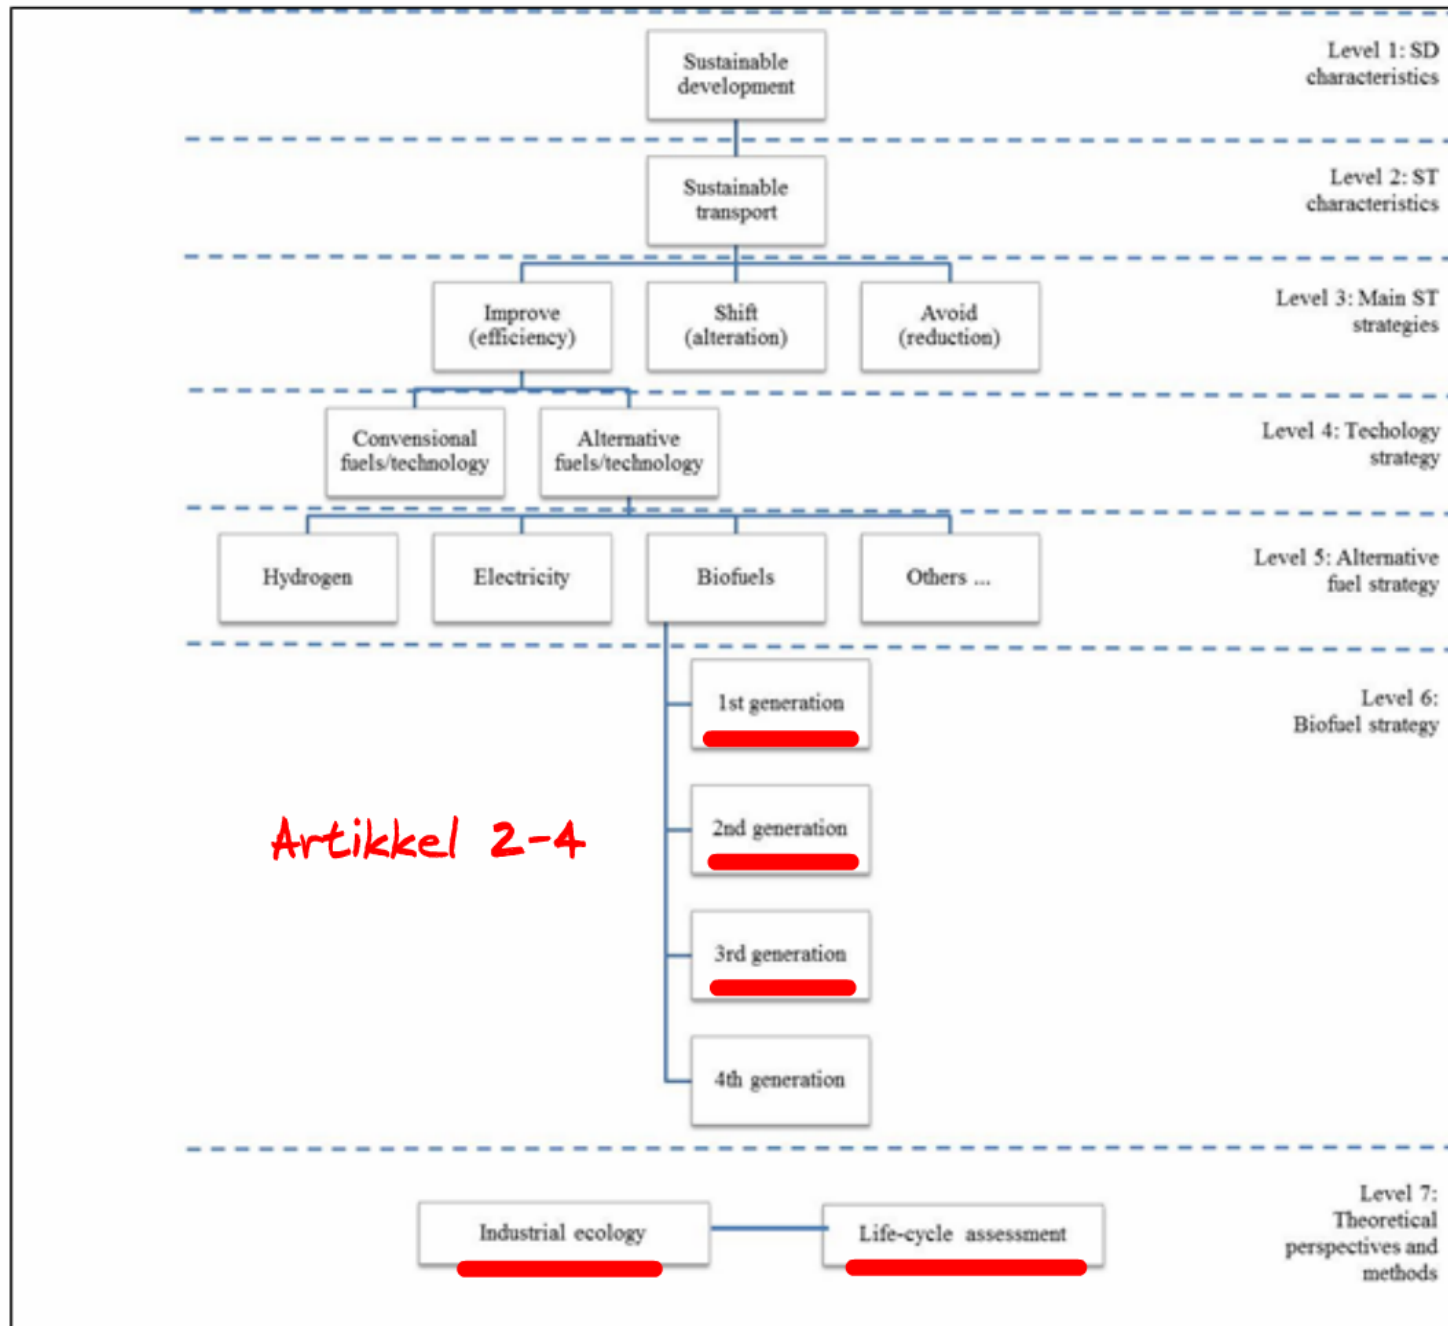 Sustainable
development
Level 1: SD
characteristics
Sustainable
transport
Level 2: ST
characteristics
Improve
(efficiency)
Shift
(alteration)
Avoid
(reduction)
Level 3: Main ST
strategies
Convensional
fuels/technology
Alternative
fuels/technology
Level 4: Techology
strategy
Hydrogen
Electricity
Biofuels
Others ...
Level 5: Alternative
fuel strategy
1st generation
Level 6:
Biofuel strategy
Artikkel 2-4
2nd generation
3rd generation
4th generation
Industrial ecology
Life-cycle assessment
Level 7:
Theoretical
perspectives and
methods